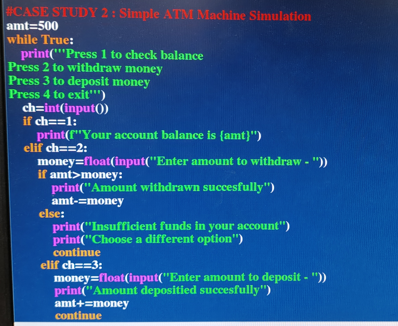 #CASE STUDY 2 : Simple ATM Machine Simulation
amt=500
while True:
print('''Press 1 to check balance
Press 2 to withdraw money
Press 3 to deposit money
Press 4 to exit''')
ch=int(input())
if ch==1:
print(f"Your account balance is {amt}")
elif ch==2:
money=float(input("Enter amount to withdraw - "))
if amt>money:
print("Amount withdrawn succesfully")
amt-=money
else:
print("Insufficient funds in your account")
print("Choose a different option")
continue
elif ch==3:
money=float(input("Enter amount to deposit - "))
print("Amount depositied succesfully")
amt+=money
continue